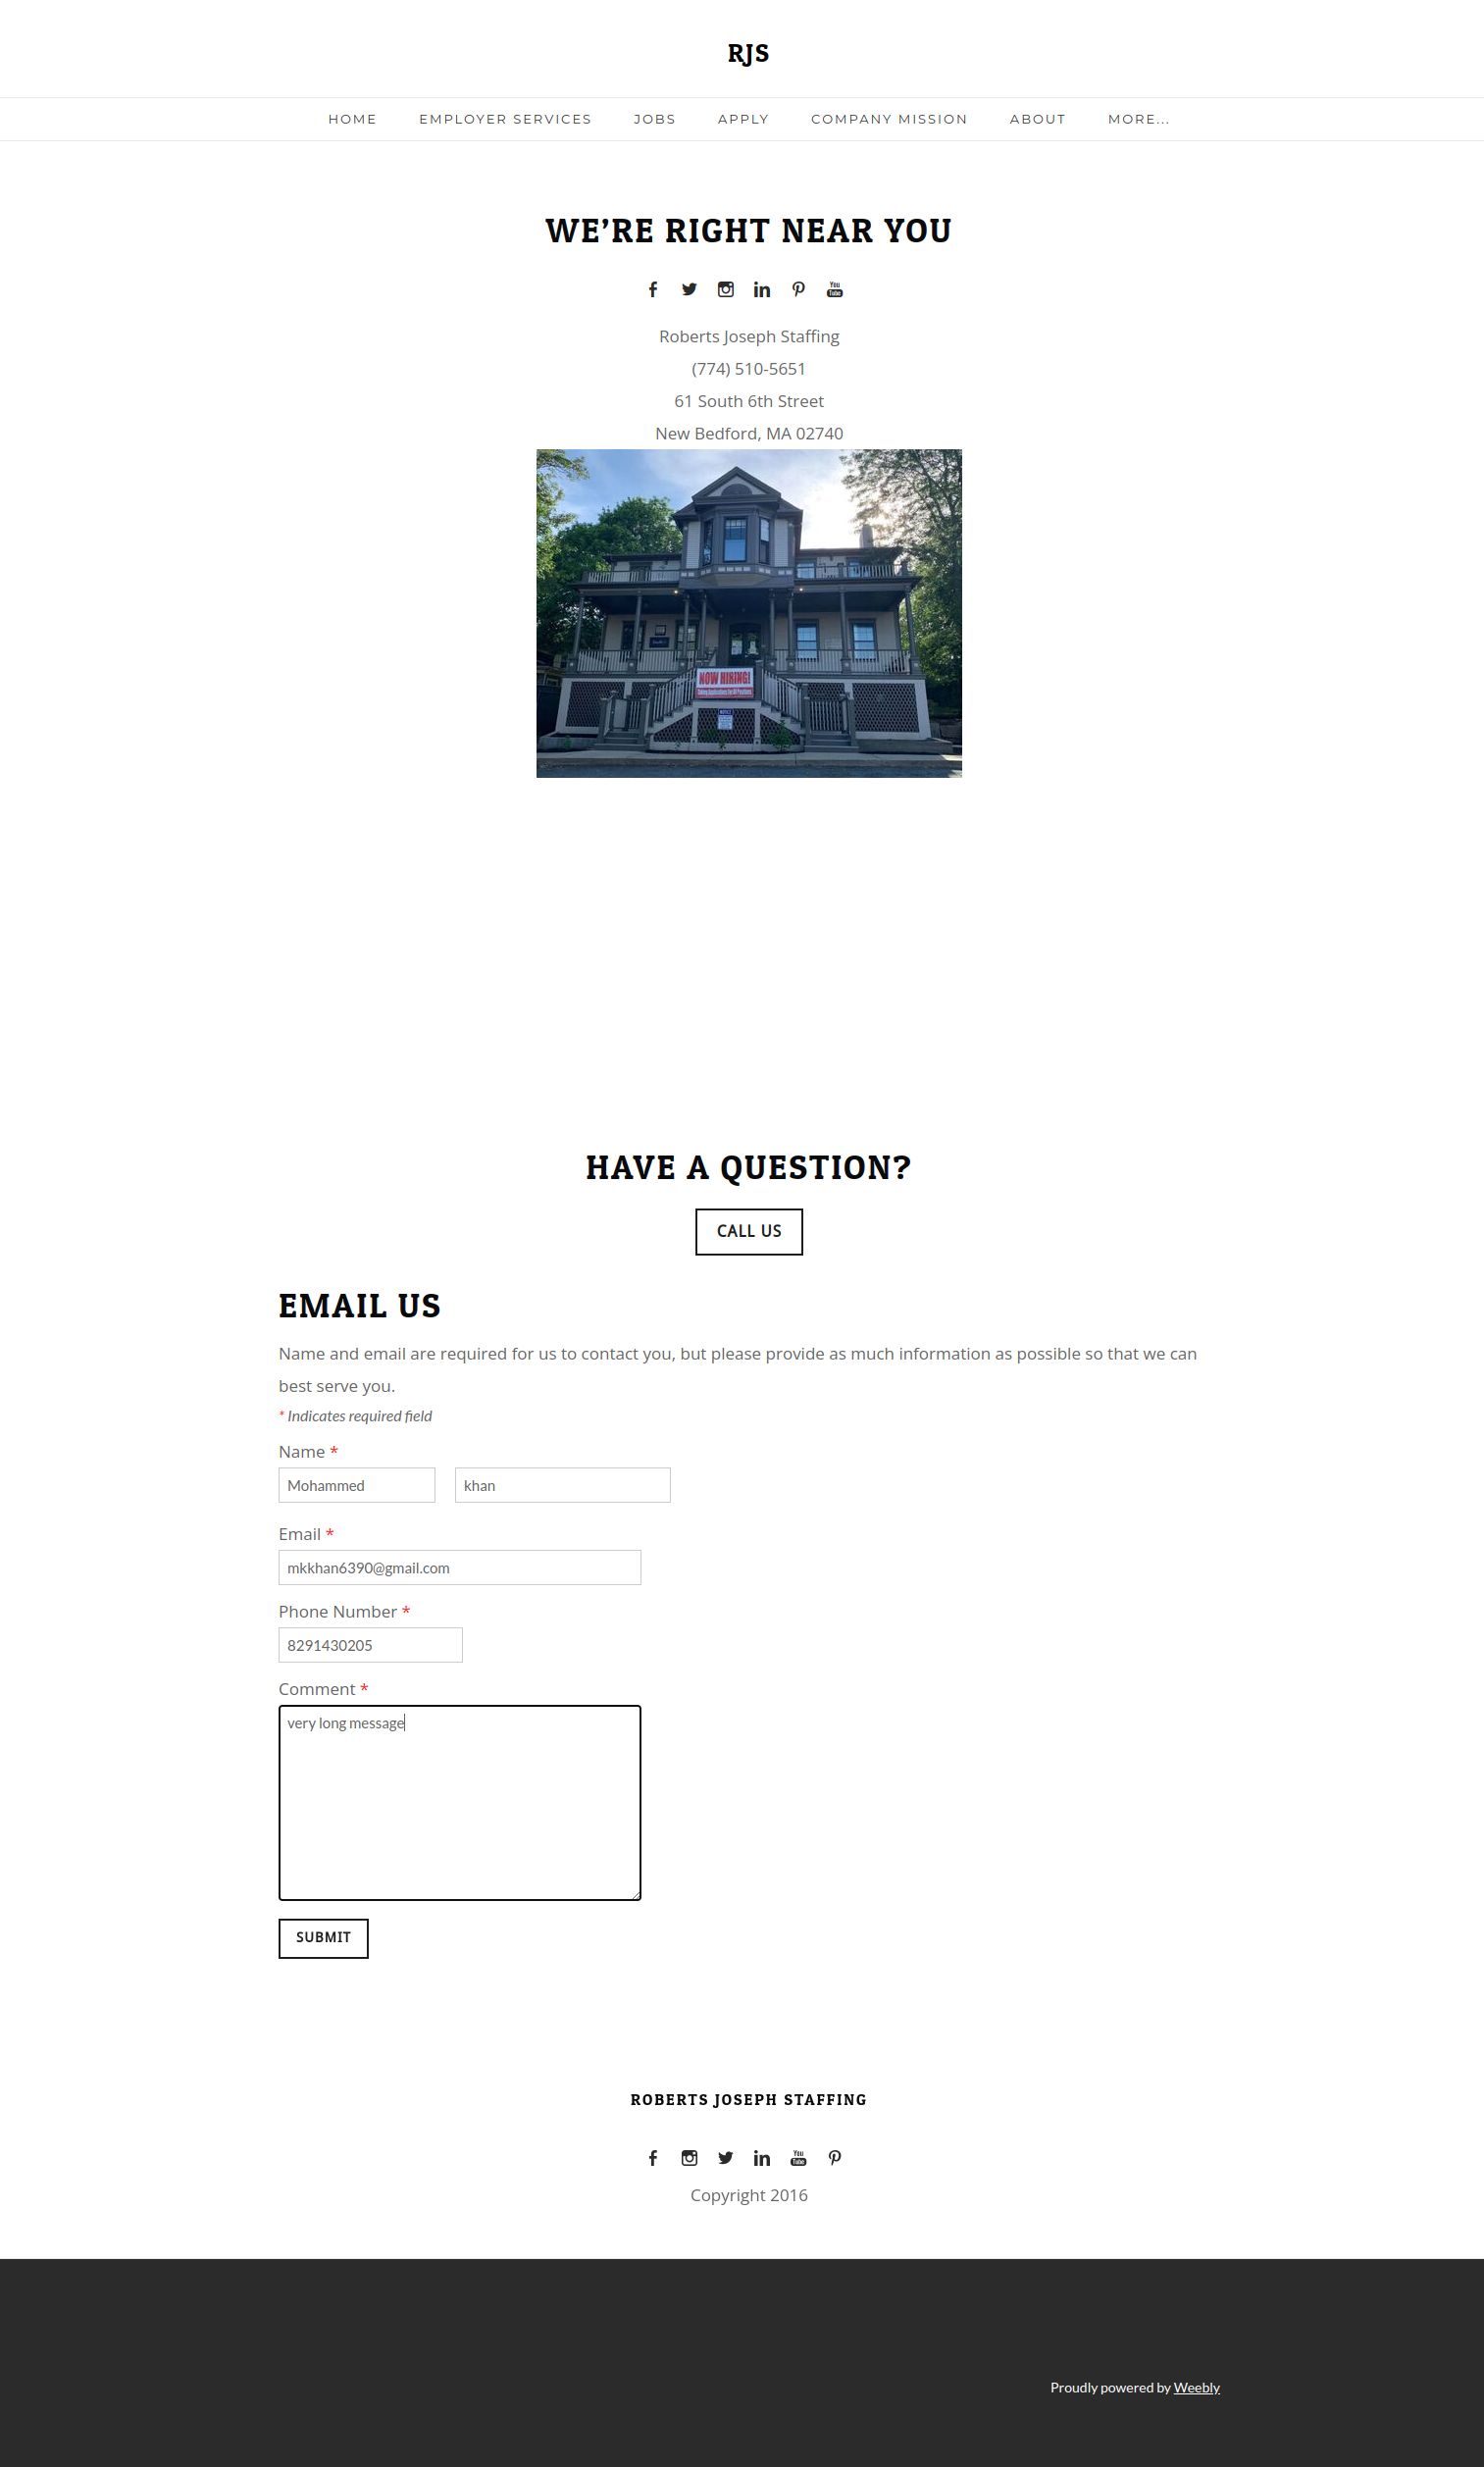 RJS
HOME EMPLOYER SERVICES JOBS APPLY COMPANY MISSION ABOUT MORE...
WE'RE RIGHT NEAR YOU
Roberts Joseph Staffing
(774) 510-5651
61 South 6th Street
New Bedford, MA 02740
NOW HIRING!
HAVE A QUESTION?
CALL US
EMAIL US
Name and email are required for us to contact you, but please provide as much information as possible so that we can
best serve you.
* Indicates required field
Name *
Mohammed khan
Email *
mkkhan6390@gmail.com
Phone Number *
8291430205
Comment *
very long message
SUBMIT
ROBERTS JOSEPH STAFFING
Copyright 2016
Proudly powered by Weebly